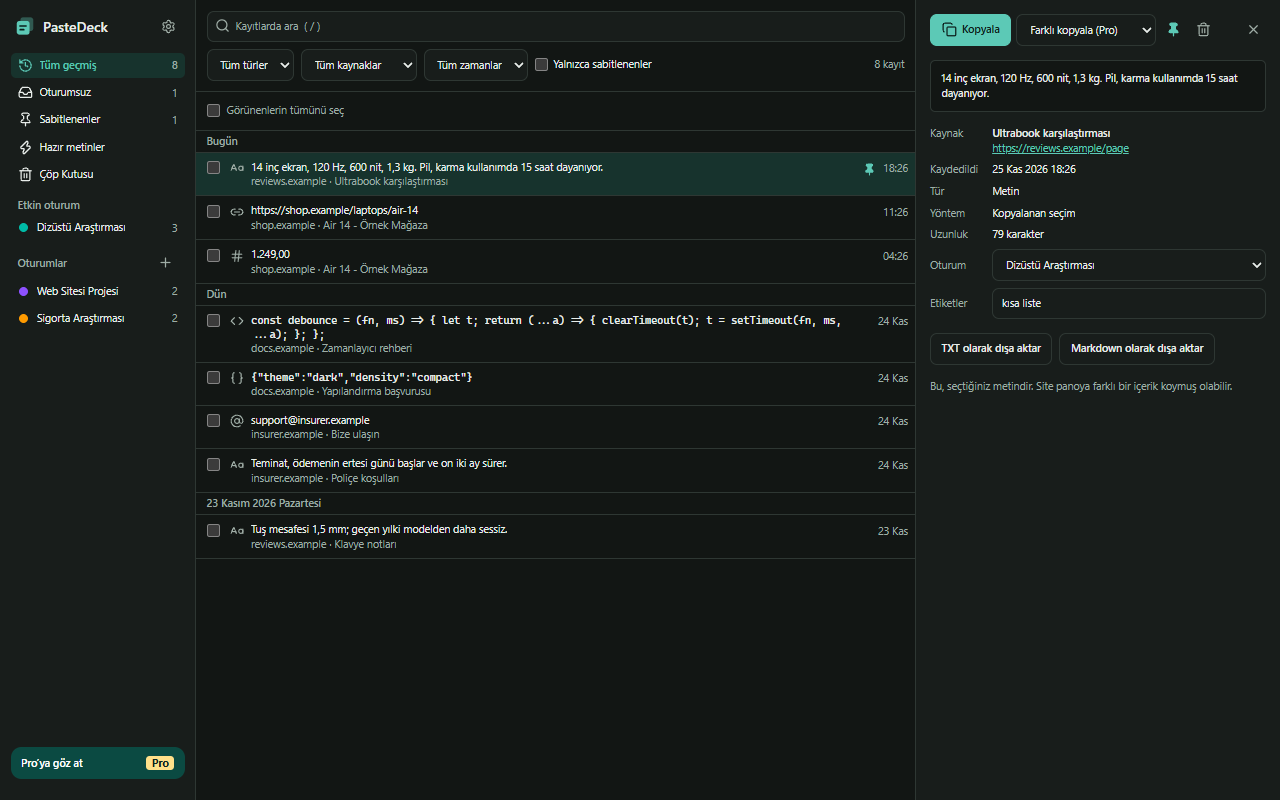 PasteDeck
Tüm geçmiş 8
Oturumsuz 1
Sabitlenenler 1
Hazır metinler
Çöp Kutusu
Etkin oturum
Dizüstü Araştırması 3
Oturumlar
Web Sitesi Projesi 2
Sigorta Araştırması 2
Pro'ya göz at Pro
Kayıtlarda ara ( / )
Tüm türler Tüm kaynaklar Tüm zamanlar Yalnızca sabitlenenler 8 kayıt
Görünenlerin tümünü seç
Bugün
Aa 14 inç ekran, 120 Hz, 600 nit, 1,3 kg. Pil, karma kullanımda 15 saat dayanıyor. 18:26
reviews.example · Ultrabook karşılaştırması
https://shop.example/laptops/air-14 11:26
shop.example · Air 14 - Örnek Mağaza
# 1.249,00 04:26
shop.example · Air 14 - Örnek Mağaza
Dün
<> const debounce = (fn, ms) => { let t; return (...a) => { clearTimeout(t); t = setTimeout(fn, ms, 24 Kas
...a); }; };
docs.example · Zamanlayıcı rehberi
{} {"theme":"dark","density":"compact"} 24 Kas
docs.example · Yapılandırma başvurusu
@ support@insurer.example 24 Kas
insurer.example · Bize ulaşın
Aa Teminat, ödemenin ertesi günü başlar ve on iki ay sürer. 24 Kas
insurer.example · Poliçe koşulları
23 Kasım 2026 Pazartesi
Aa Tuş mesafesi 1,5 mm; geçen yılki modelden daha sessiz. 23 Kas
reviews.example · Klavye notları
Kopyala Farklı kopyala (Pro)
14 inç ekran, 120 Hz, 600 nit, 1,3 kg. Pil, karma kullanımda 15 saat
dayanıyor.
Kaynak Ultrabook karşılaştırması
https://reviews.example/page
Kaydedildi 25 Kas 2026 18:26
Tür Metin
Yöntem Kopyalanan seçim
Uzunluk 79 karakter
Oturum Dizüstü Araştırması
Etiketler kısa liste
TXT olarak dışa aktar Markdown olarak dışa aktar
Bu, seçtiğiniz metindir. Site panoya farklı bir içerik koymuş olabilir.